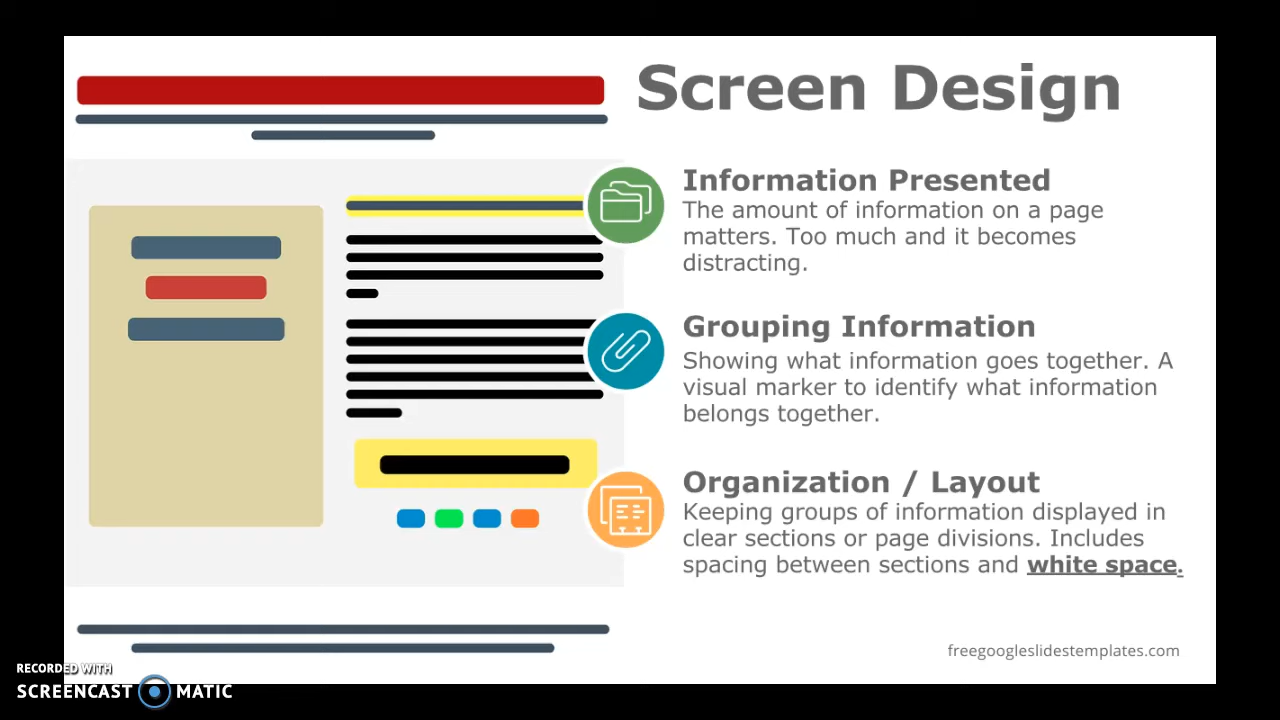 Screen Design
Information Presented
The amount of information on a page
matters. Too much and it becomes
distracting.
Grouping Information
Showing what information goes together. A
visual marker to identify what information
belongs together.
Organization / Layout
Keeping groups of information displayed in
clear sections or page divisions. Includes
spacing between sections and white space.
freegoogleslidestemplates.com
RECORDED WITH
SCREENCAST MATIC